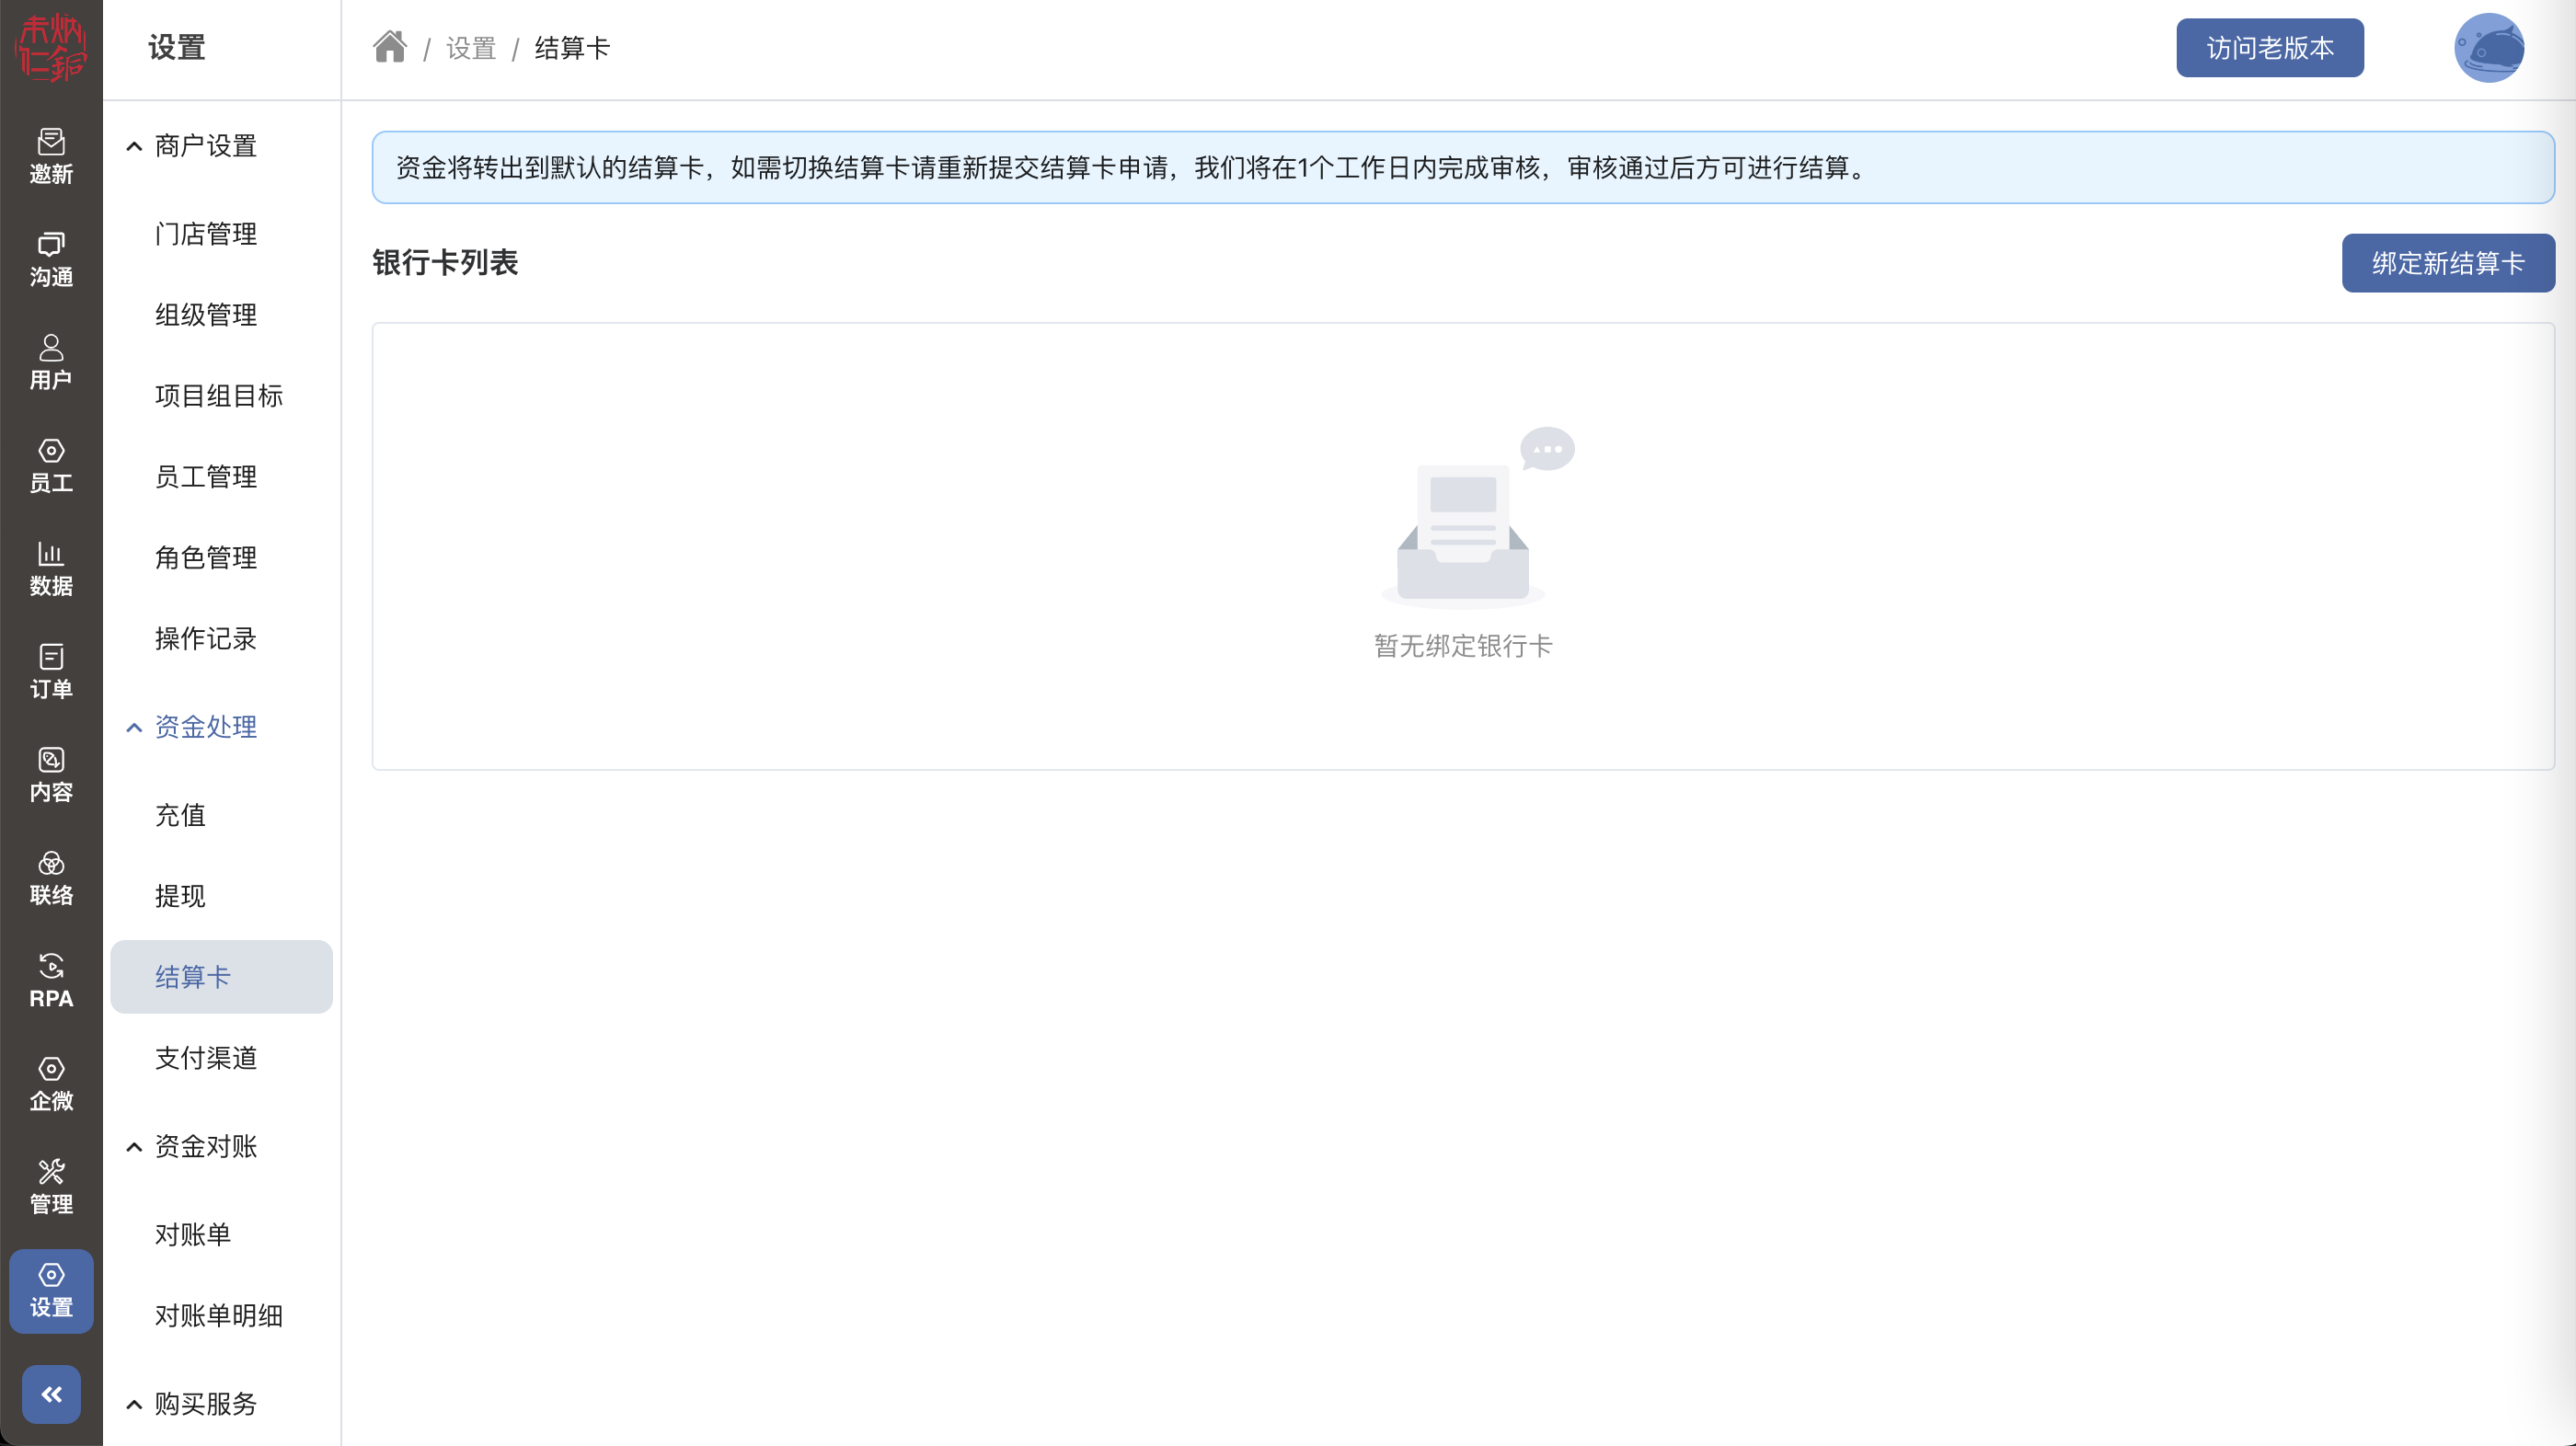 设置
/ 设置 / 结算卡
访问老版本
邀新
沟通
用户
员工
数据
订单
内容
联络
RPA
企微
管理
设置
商户设置
门店管理
组级管理
项目组目标
员工管理
角色管理
操作记录
资金处理
充值
提现
结算卡
支付渠道
资金对账
对账单
对账单明细
购买服务
资金将转出到默认的结算卡，如需切换结算卡请重新提交结算卡申请，我们将在1个工作日内完成审核，审核通过后方可进行结算。
银行卡列表
绑定新结算卡
暂无绑定银行卡